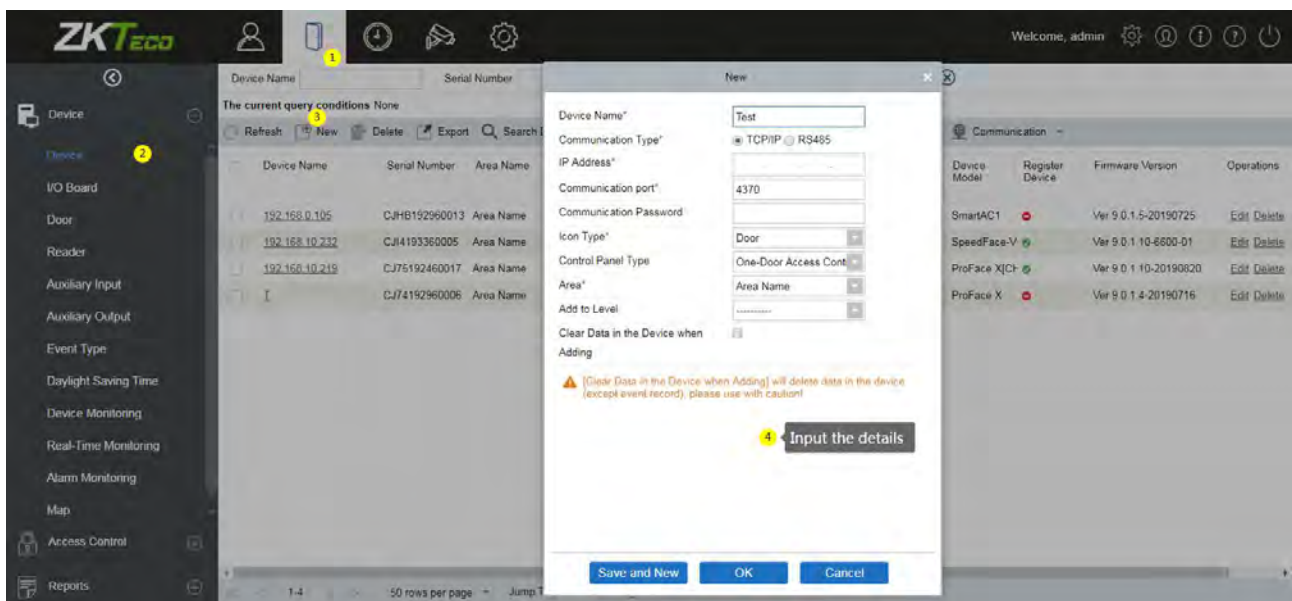 ZKTeco
1
Welcome, admin
Device Name
Serial Number
New
The current query conditions None
3
Refresh New Delete Export Search
Communication
Device
Device 2
I/O Board
Door
Reader
Auxiliary Input
Auxiliary Output
Event Type
Daylight Saving Time
Device Monitoring
Real-Time Monitoring
Alarm Monitoring
Map
Access Control
Reports
Device Name Serial Number Area Name
192.168.0.105 CJHB192960013 Area Name
192.168.10.232 CJI4193360005 Area Name
192.168.10.219 CJ75192460017 Area Name
CJ74192960006 Area Name
Device Name* Test
Communication Type* TCP/IP RS485
IP Address*
Communication port* 4370
Communication Password
Icon Type* Door
Control Panel Type One-Door Access Cont
Area* Area Name
Add to Level ----------
Clear Data in the Device when
Adding
[Clear Data in the Device when Adding] will delete data in the device
(except event record), please use with caution!
4 Input the details
Save and New OK Cancel
Device Model Register Device Firmware Version Operations
SmartAC1 Ver 9.0.1.5-20190725 Edit Delete
SpeedFace-V Ver 9.0.1.10-6600-01 Edit Delete
ProFace X[CH Ver 9.0.1.10-20190820 Edit Delete
ProFace X Ver 9.0.1.4-20190716 Edit Delete
1-4 50 rows per page Jump T